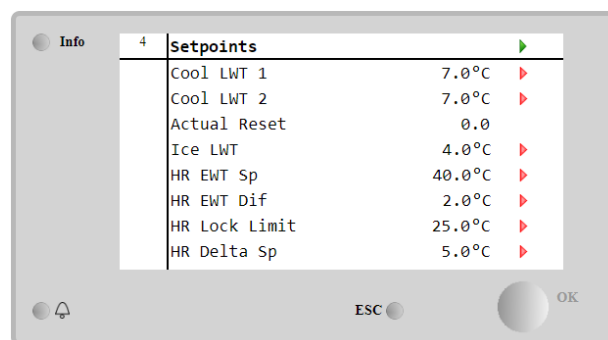 Info
4 Setpoints
Cool LWT 1 7.0°C
Cool LWT 2 7.0°C
Actual Reset 0.0
Ice LWT 4.0°C
HR EWT Sp 40.0°C
HR EWT Dif 2.0°C
HR Lock Limit 25.0°C
HR Delta Sp 5.0°C
ESC OK